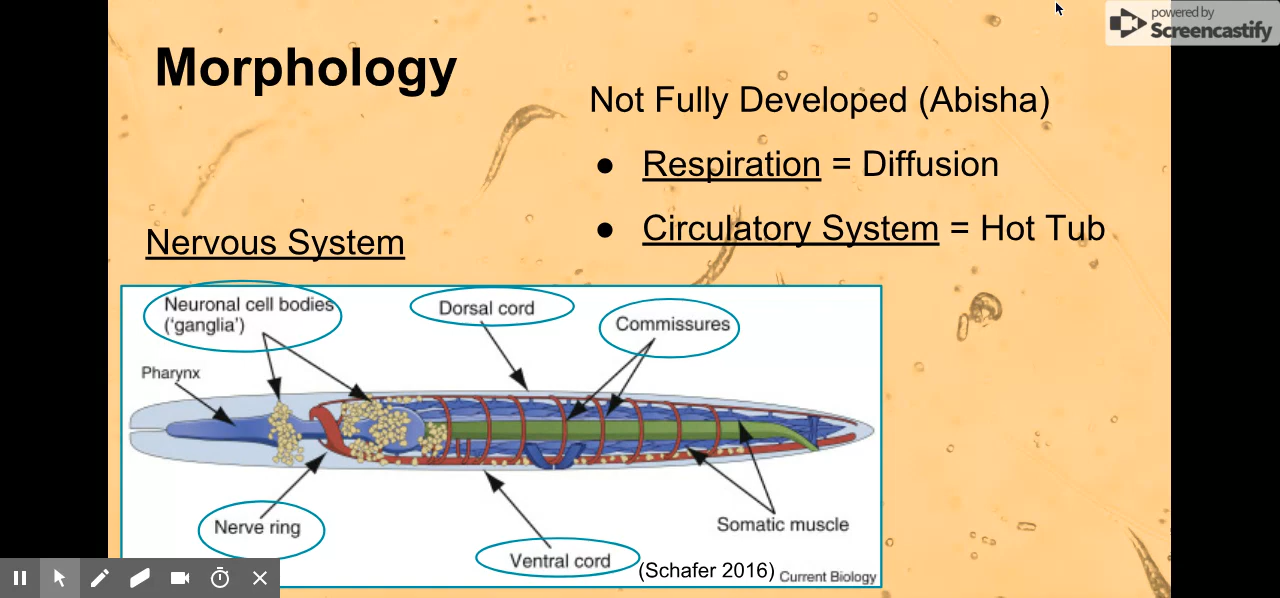 powered by
Screencastify
Morphology
Not Fully Developed (Abisha)
● Respiration = Diffusion
● Circulatory System = Hot Tub
Nervous System
Neuronal cell bodies
('ganglia')
Dorsal cord
Commissures
Pharynx
Nerve ring
Somatic muscle
Ventral cord
(Schafer 2016)
Current Biology